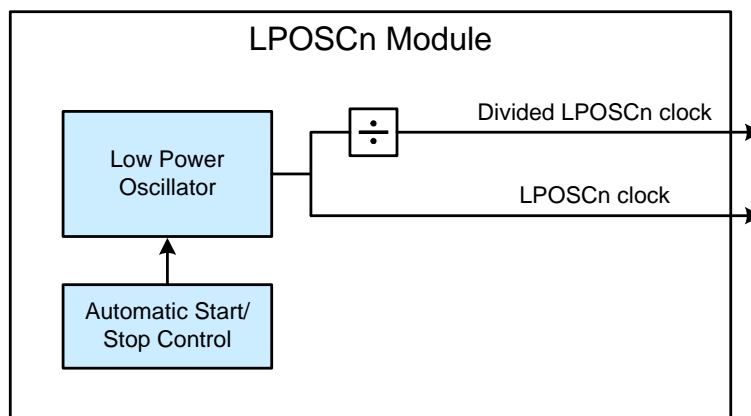 LPOSCn Module
Divided LPOSCn clock
÷
Low Power
Oscillator
LPOSCn clock
Automatic Start/
Stop Control